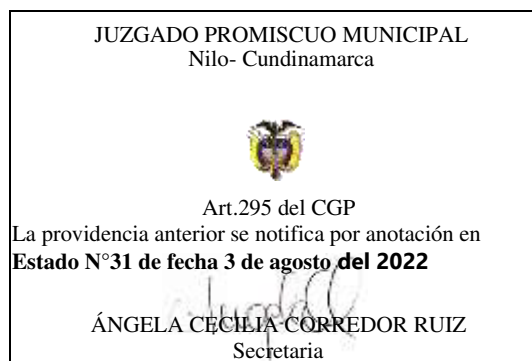 JUZGADO PROMISCUO MUNICIPAL
Nilo- Cundinamarca
Art.295 del CGP
La providencia anterior se notifica por anotación en
Estado N°31 de fecha 3 de agosto del 2022
ÁNGELA CECILIA CORREDOR RUIZ
Secretaria